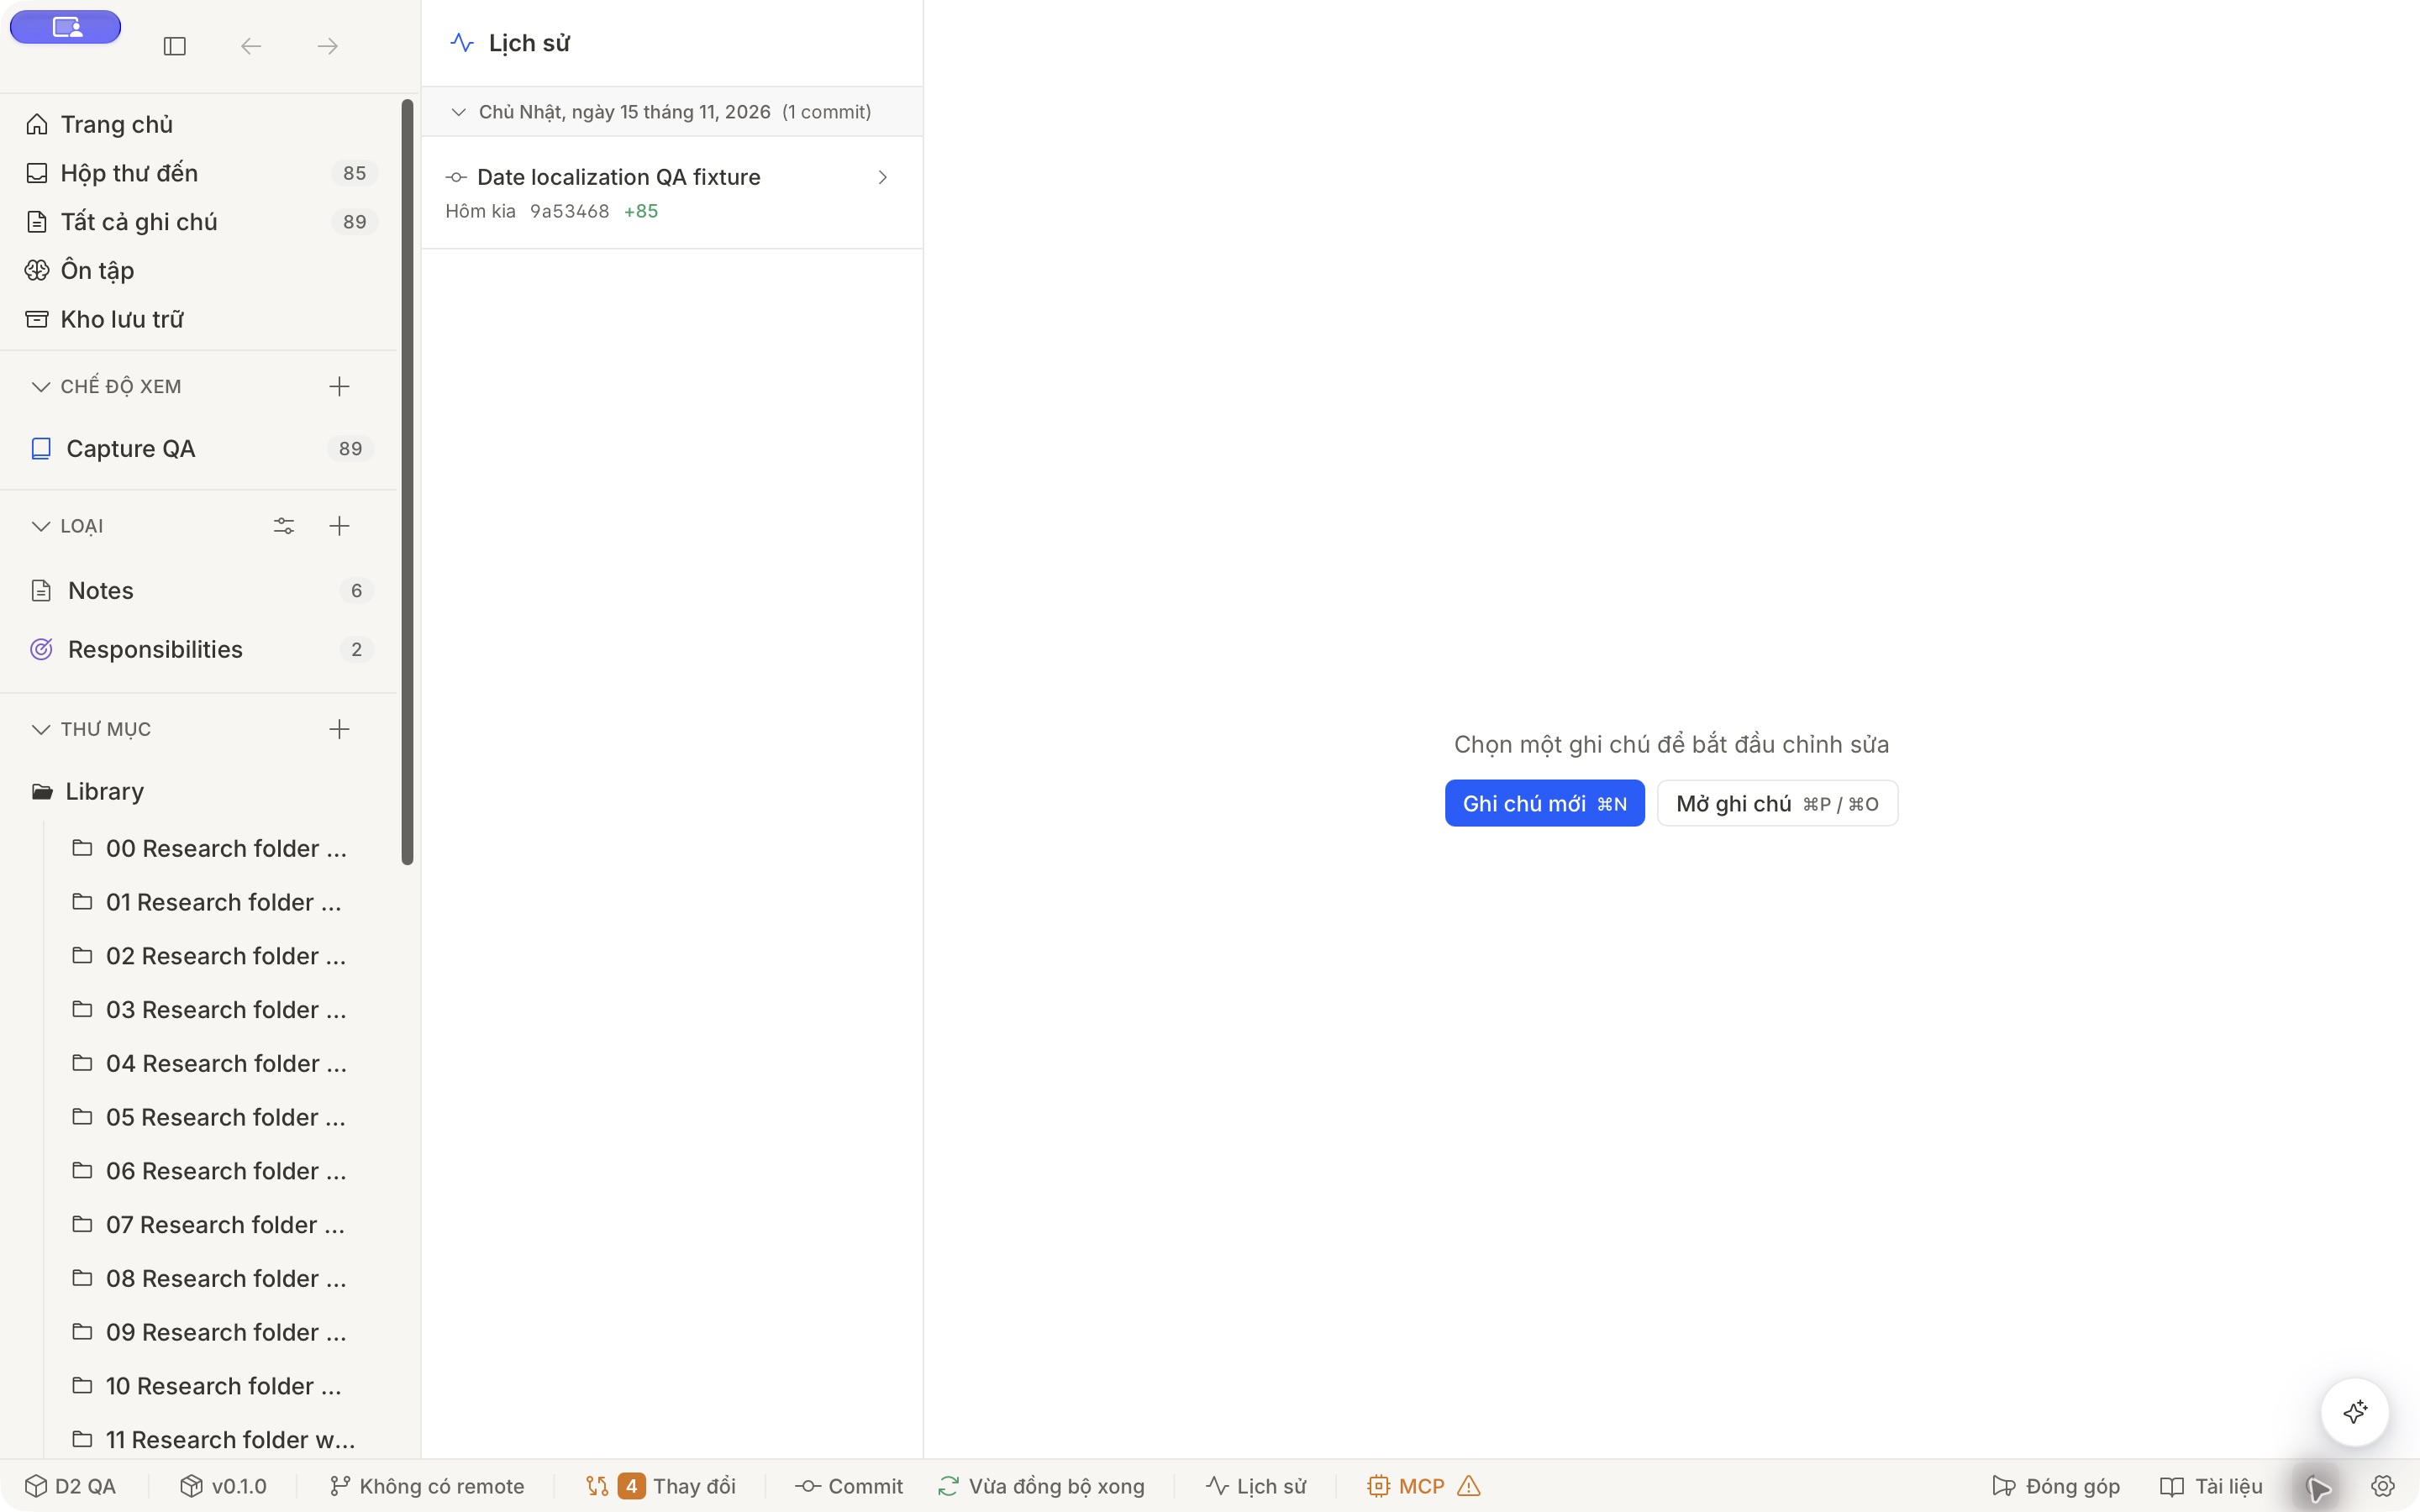 Trang chủ
Hộp thư đến 85
Tất cả ghi chú 89
Ôn tập
Kho lưu trữ
CHẾ ĐỘ XEM
Capture QA 89
LOẠI
Notes 6
Responsibilities 2
THƯ MỤC
Library
00 Research folder ...
01 Research folder ...
02 Research folder ...
03 Research folder ...
04 Research folder ...
05 Research folder ...
06 Research folder ...
07 Research folder ...
08 Research folder ...
09 Research folder ...
10 Research folder ...
11 Research folder w...
Lịch sử
Chủ Nhật, ngày 15 tháng 11, 2026 (1 commit)
Date localization QA fixture
Hôm kia 9a53468 +85
Chọn một ghi chú để bắt đầu chỉnh sửa
Ghi chú mới ⌘N
Mở ghi chú ⌘P / ⌘O
D2 QA v0.1.0 Không có remote 4 Thay đổi Commit Vừa đồng bộ xong Lịch sử MCP Đóng góp Tài liệu